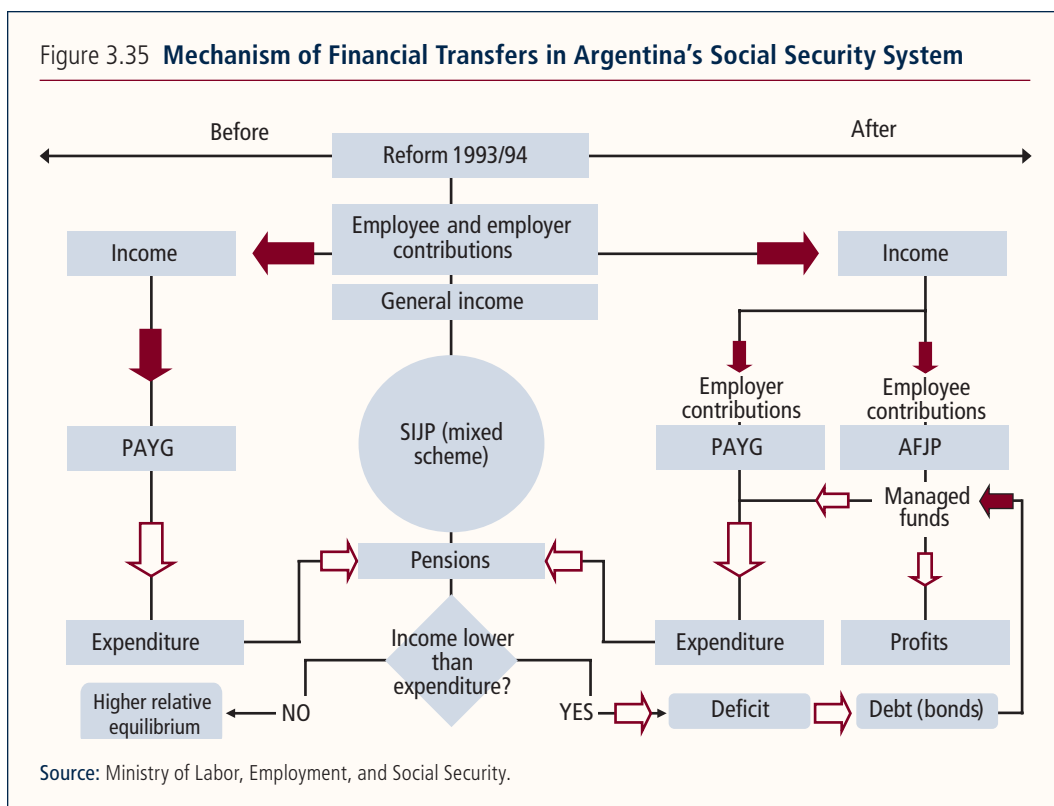 Figure 3.35 Mechanism of Financial Transfers in Argentina's Social Security System
Before
After
Reform 1993/94
Employee and employer
contributions
Income
Income
General income
Employer
contributions
Employee
contributions
SIJP (mixed
scheme)
PAYG
PAYG
AFJP
Managed
funds
Pensions
Expenditure
Income lower
than
expenditure?
Expenditure
Profits
Higher relative
equilibrium
NO
YES
Deficit
Debt (bonds)
Source: Ministry of Labor, Employment, and Social Security.